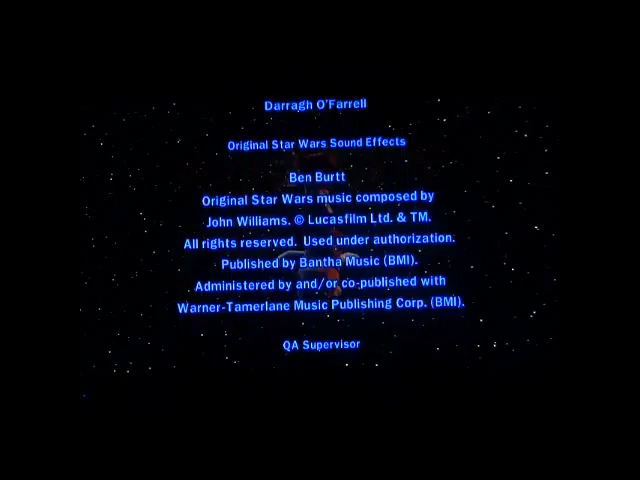 Darragh O'Farrell
Original Star Wars Sound Effects
Ben Burtt
Original Star Wars music composed by
John Williams. © Lucasfilm Ltd. & TM.
All rights reserved. Used under authorization.
Published by Bantha Music (BMI).
Administered by and/or co-published with
Warner-Tamerlane Music Publishing Corp. (BMI).
QA Supervisor